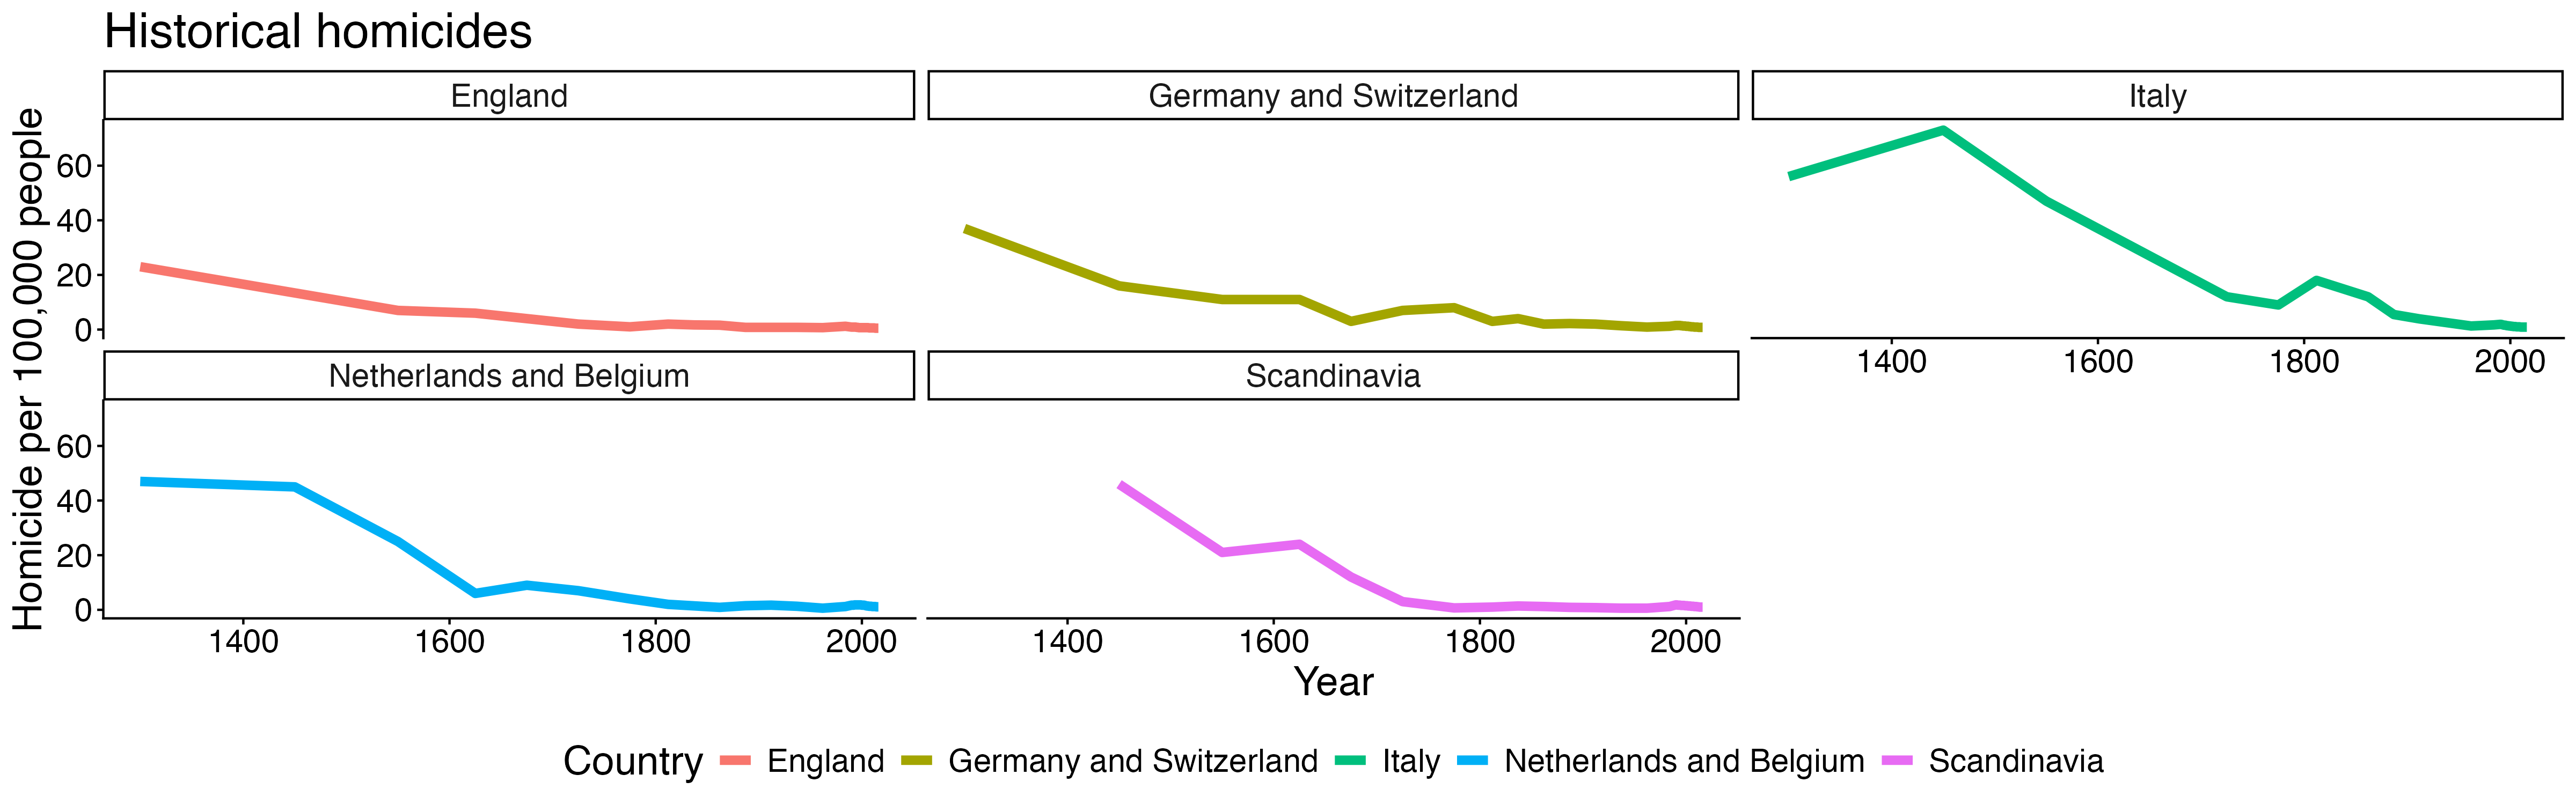 Historical homicides
England
Germany and Switzerland
Italy
Homicide per 100,000 people
60
40
20
0
1400 1600 1800 2000
Netherlands and Belgium
Scandinavia
60
40
20
0
1400 1600 1800 2000
1400 1600 1800 2000
Year
Country England Germany and Switzerland Italy Netherlands and Belgium Scandinavia